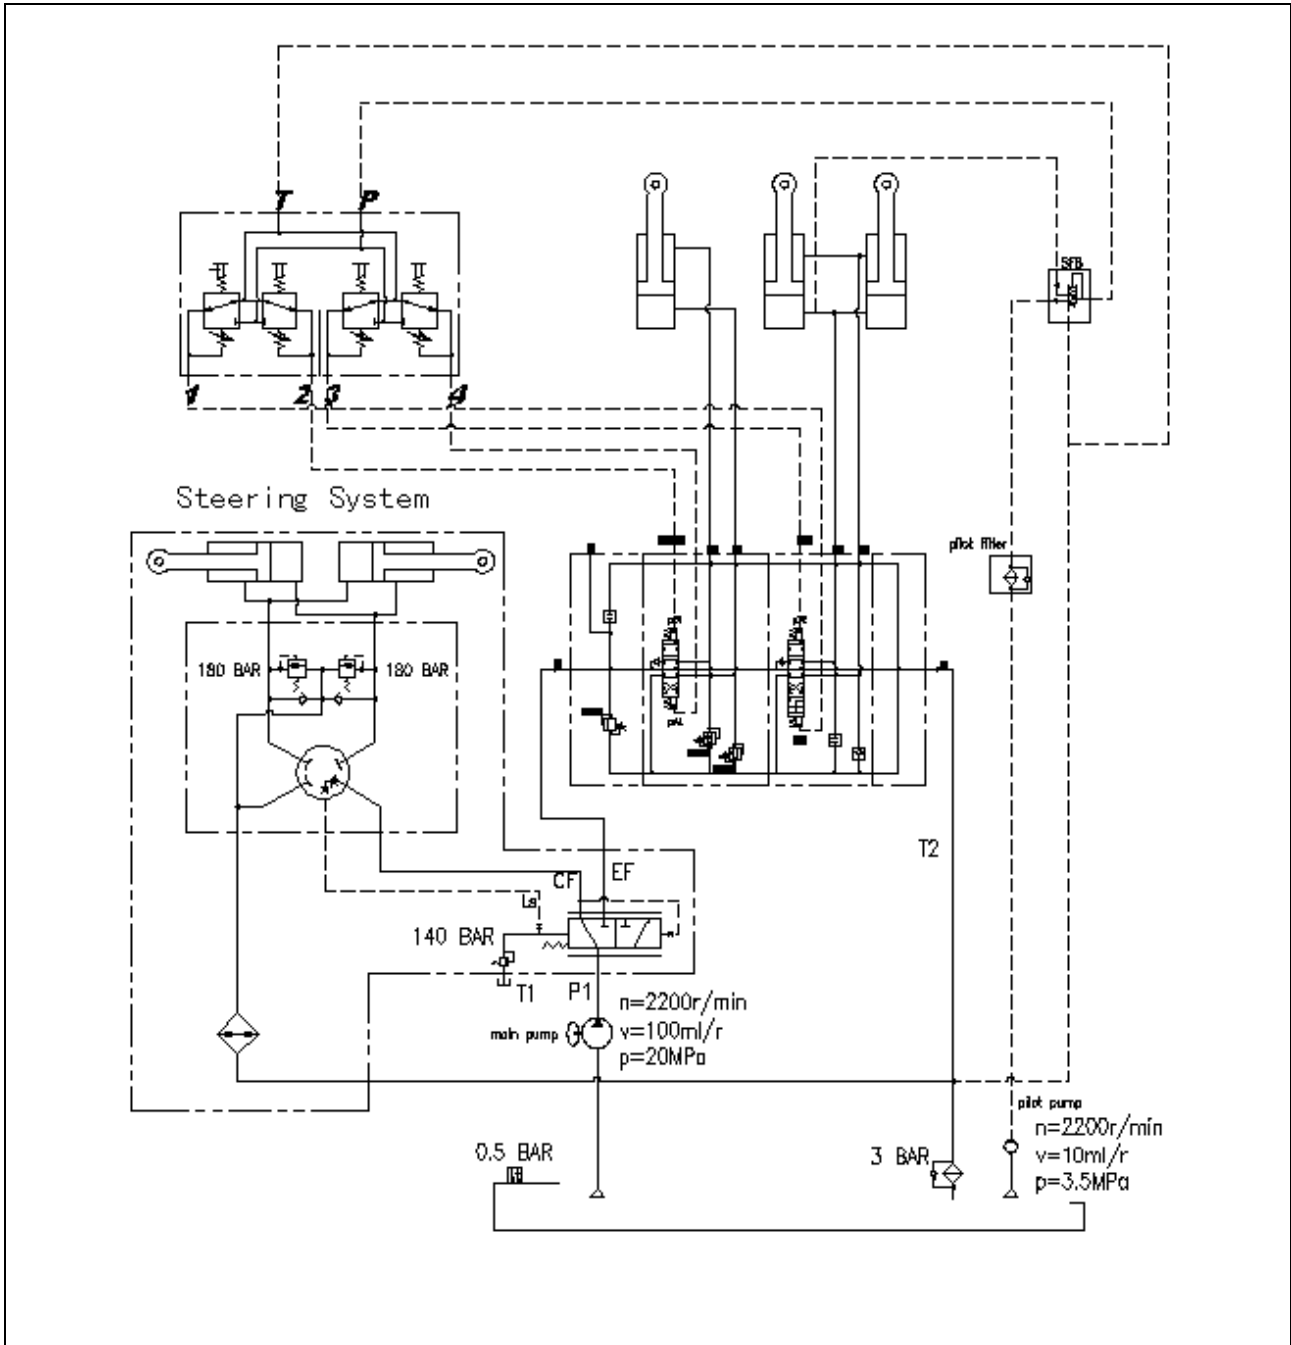 T P
SFB
1 2 3 4
Steering System
pilot filter
180 BAR 180 BAR
T2
CF EF
Ls
140 BAR
T1 P1
n=2200r/min
main pump v=100ml/r
p=20MPa
pilot pump
n=2200r/min
0.5 BAR 3 BAR v=10ml/r
p=3.5MPa